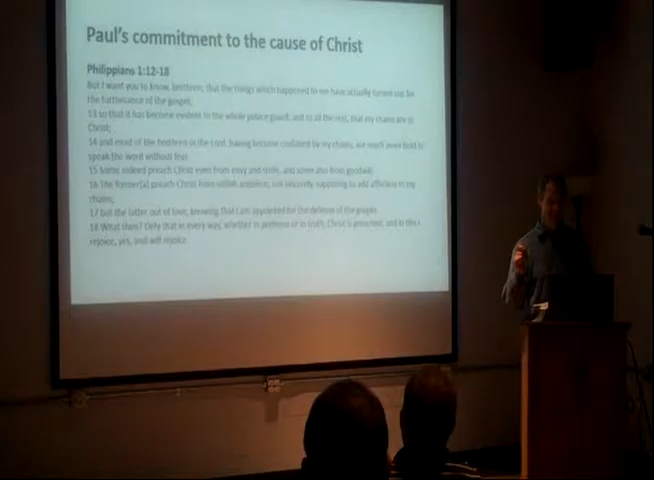 Paul's commitment to the cause of Christ
Philippians 1:12-18
But I want you to know, brethren, that the things which happened to me have actually turned out for
the furtherance of the gospel,
13 so that it has become evident to the whole palace guard, and to all the rest, that my chains are in
Christ;
14 and most of the brethren in the Lord, having become confident by my chains, are much more bold to
speak the word without fear.
15 Some indeed preach Christ even from envy and strife, and some also from goodwill:
16 The former[a] preach Christ from selfish ambition, not sincerely, supposing to add affliction to my
chains;
17 but the latter out of love, knowing that I am appointed for the defense of the gospel.
18 What then? Only that in every way, whether in pretense or in truth, Christ is preached; and in this I
rejoice, yes, and will rejoice.